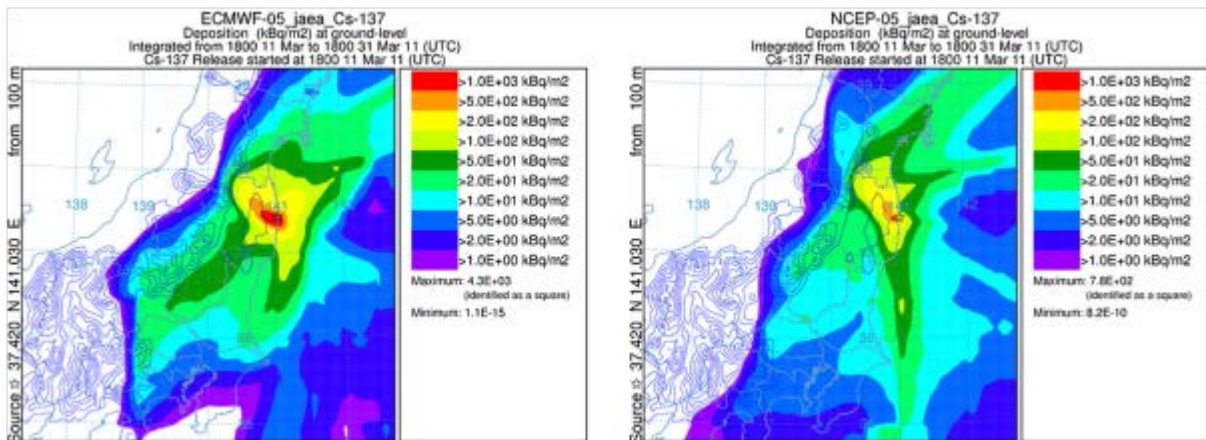 ECMWF-05_jaea_Cs-137
Deposition (kBq/m2) at ground-level
Integrated from 1800 11 Mar to 1800 31 Mar 11 (UTC)
Cs-137 Release started at 1800 11 Mar 11 (UTC)
Source ☆ 37.420 N 141.030 E from 100 m
138
139
141
39
>1.0E+03 kBq/m2
>5.0E+02 kBq/m2
>2.0E+02 kBq/m2
>1.0E+02 kBq/m2
>5.0E+01 kBq/m2
>2.0E+01 kBq/m2
>1.0E+01 kBq/m2
>5.0E+00 kBq/m2
>2.0E+00 kBq/m2
>1.0E+00 kBq/m2
Maximum: 4.3E+03
(identified as a square)
Minimum: 1.1E-15
NCEP-05_jaea_Cs-137
Deposition (kBq/m2) at ground-level
Integrated from 1800 11 Mar to 1800 31 Mar 11 (UTC)
Cs-137 Release started at 1800 11 Mar 11 (UTC)
Source ☆ 37.420 N 141.030 E from 100 m
138
139
142
>1.0E+03 kBq/m2
>5.0E+02 kBq/m2
>2.0E+02 kBq/m2
>1.0E+02 kBq/m2
>5.0E+01 kBq/m2
>2.0E+01 kBq/m2
>1.0E+01 kBq/m2
>5.0E+00 kBq/m2
>2.0E+00 kBq/m2
>1.0E+00 kBq/m2
Maximum: 7.8E+02
(identified as a square)
Minimum: 8.2E-10